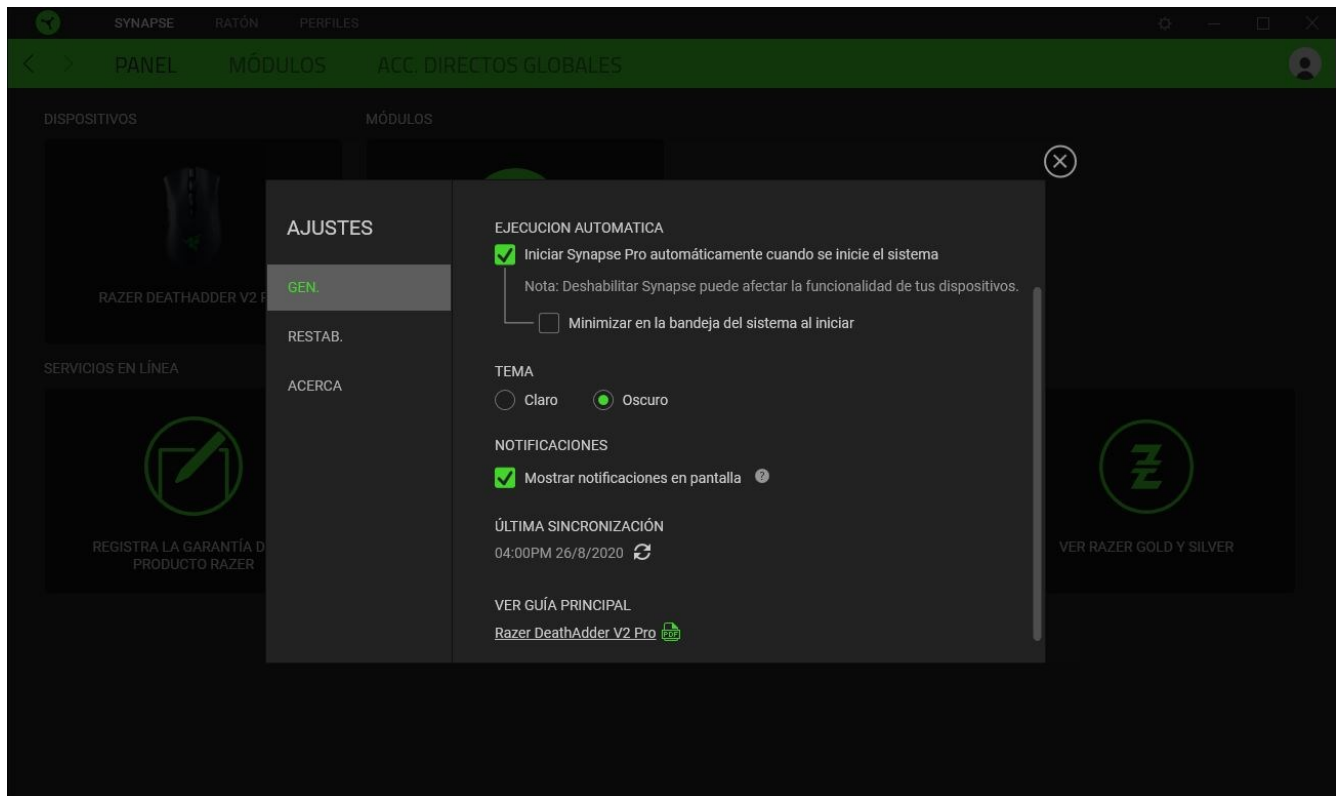 SYNAPSE RATÓN PERFILES
PANEL MÓDULOS ACC. DIRECTOS GLOBALES
DISPOSITIVOS MÓDULOS
RAZER DEATHADDER V2 P
SERVICIOS EN LÍNEA
REGISTRA LA GARANTÍA D
PRODUCTO RAZER
VER RAZER GOLD Y SILVER
AJUSTES
GEN.
RESTAB.
ACERCA
EJECUCION AUTOMATICA
Iniciar Synapse Pro automáticamente cuando se inicie el sistema
Nota: Deshabilitar Synapse puede afectar la funcionalidad de tus dispositivos.
Minimizar en la bandeja del sistema al iniciar
TEMA
Claro Oscuro
NOTIFICACIONES
Mostrar notificaciones en pantalla ?
ÚLTIMA SINCRONIZACIÓN
04:00PM 26/8/2020
VER GUÍA PRINCIPAL
Razer DeathAdder V2 Pro PDF